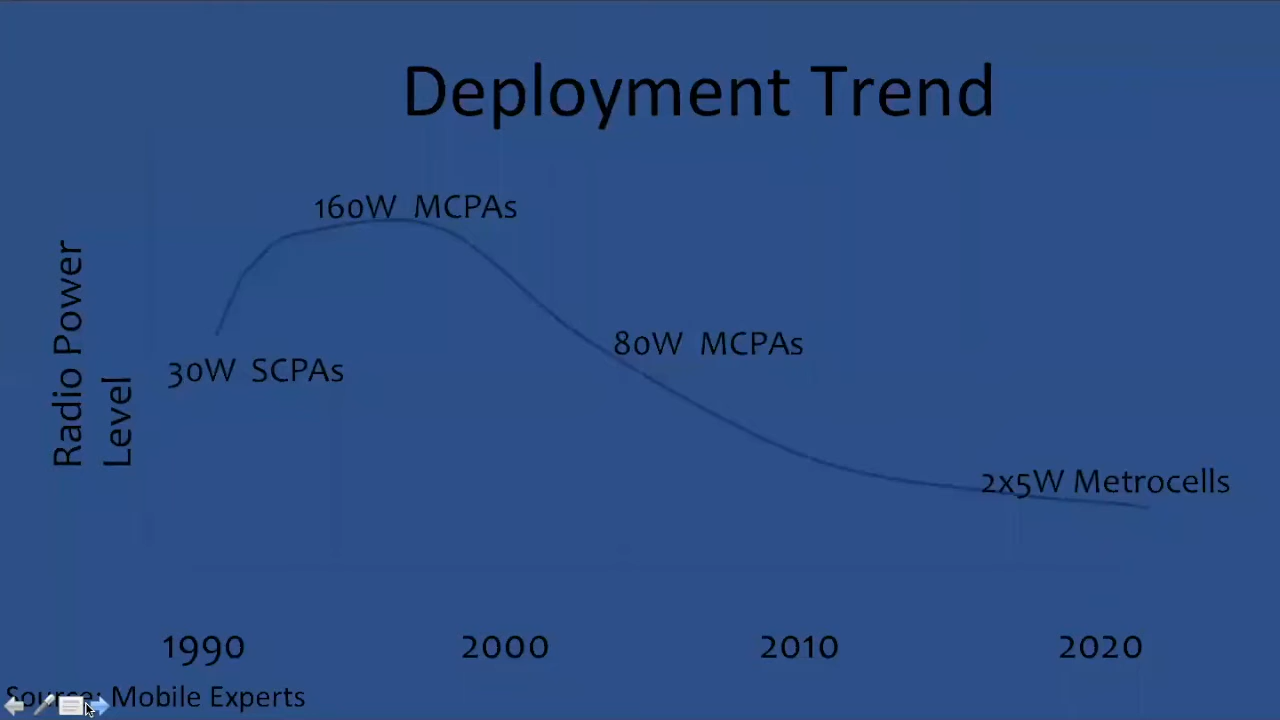 Deployment Trend
160W MCPAs
80W MCPAs
30W SCPAs
Radio Power
Level
2x5W Metrocells
1990 2000 2010 2020
Source: Mobile Experts